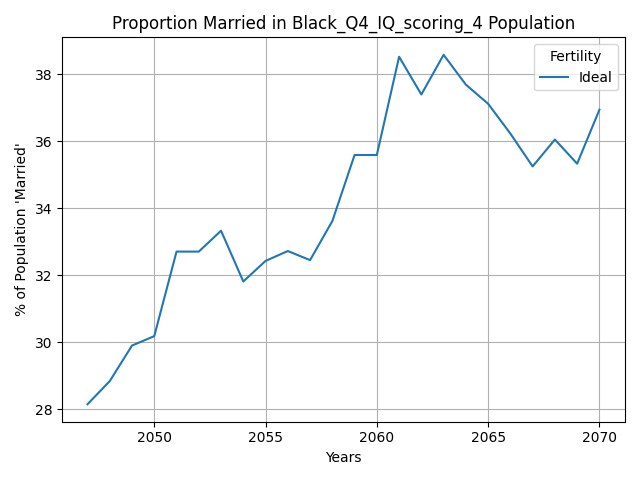 Proportion Married in Black_Q4_IQ_scoring_4 Population
Fertility
Ideal
% of Population 'Married'
38
36
34
32
30
28
2050 2055 2060 2065 2070
Years